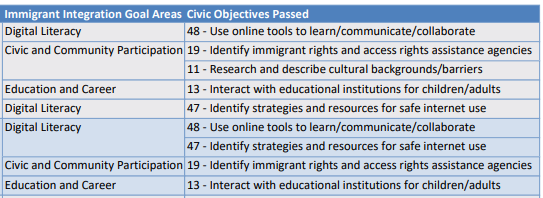 Immigrant Integration Goal Areas Civic Objectives Passed
Digital Literacy 48 - Use online tools to learn/communicate/collaborate
Civic and Community Participation 19 - Identify immigrant rights and access rights assistance agencies
11 - Research and describe cultural backgrounds/barriers
Education and Career 13 - Interact with educational institutions for children/adults
Digital Literacy 47 - Identify strategies and resources for safe internet use
Digital Literacy 48 - Use online tools to learn/communicate/collaborate
47 - Identify strategies and resources for safe internet use
Civic and Community Participation 19 - Identify immigrant rights and access rights assistance agencies
Education and Career 13 - Interact with educational institutions for children/adults